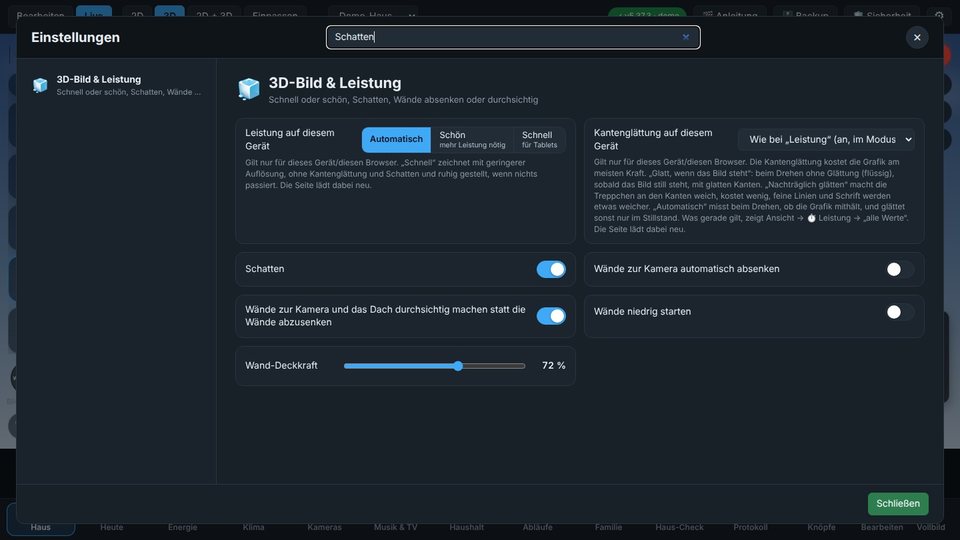 Bearbeiten Live 2D 3D 2D + 3D Einpassen Demo-Haus v5.27.3 · demo Anleitung Backup Sicherheit
Einstellungen
Schatten
3D-Bild & Leistung
Schnell oder schön, Schatten, Wände ...
3D-Bild & Leistung
Schnell oder schön, Schatten, Wände absenken oder durchsichtig
Leistung auf diesem
Gerät
Automatisch
Schön
mehr Leistung nötig
Schnell
für Tablets
Gilt nur für dieses Gerät/diesen Browser. „Schnell“ zeichnet mit geringerer
Auflösung, ohne Kantenglättung und Schatten und ruhig gestellt, wenn nichts
passiert. Die Seite lädt dabei neu.
Kantenglättung auf diesem
Gerät
Wie bei „Leistung“ (an, im Modus
Gilt nur für dieses Gerät/diesen Browser. Die Kantenglättung kostet die Grafik am
meisten Kraft. „Glatt, wenn das Bild steht“: beim Drehen ohne Glättung (flüssig),
sobald das Bild still steht, mit glatten Kanten. „Nachträglich glätten“ macht die
Treppchen an den Kanten weich, kostet wenig, feine Linien und Schrift werden
etwas weicher. „Automatisch“ misst beim Drehen, ob die Grafik mithält, und glättet
sonst nur im Stillstand. Was gerade gilt, zeigt Ansicht → ⏱ Leistung → „alle Werte“.
Die Seite lädt dabei neu.
Schatten
Wände zur Kamera automatisch absenken
Wände zur Kamera und das Dach durchsichtig machen statt die
Wände abzusenken
Wände niedrig starten
Wand-Deckkraft 72 %
Schließen
Haus Heute Energie Klima Kameras Musik & TV Haushalt Abläufe Familie Haus-Check Protokoll Knöpfe Bearbeiten Vollbild